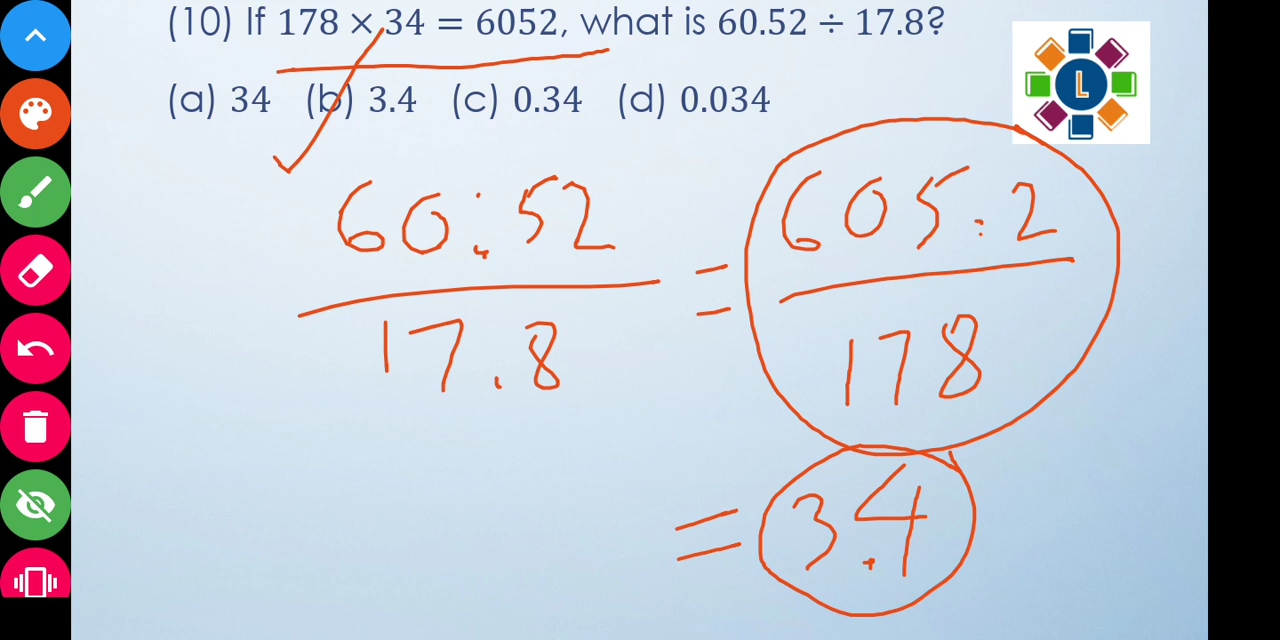 (10) If 178 × 34 = 6052, what is 60.52 ÷ 17.8?
(a) 34 (b) 3.4 (c) 0.34 (d) 0.034
L
60.52 = 605.2
17.8 178
= 3.4